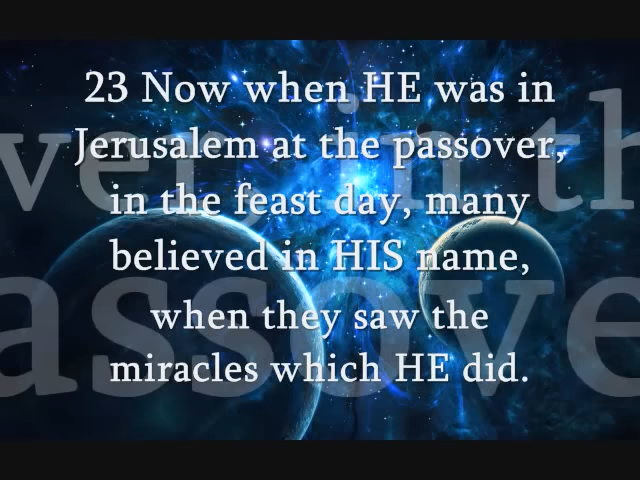 23 Now when HE was in
Jerusalem at the passover,
in the feast day, many
believed in HIS name,
when they saw the
miracles which HE did.